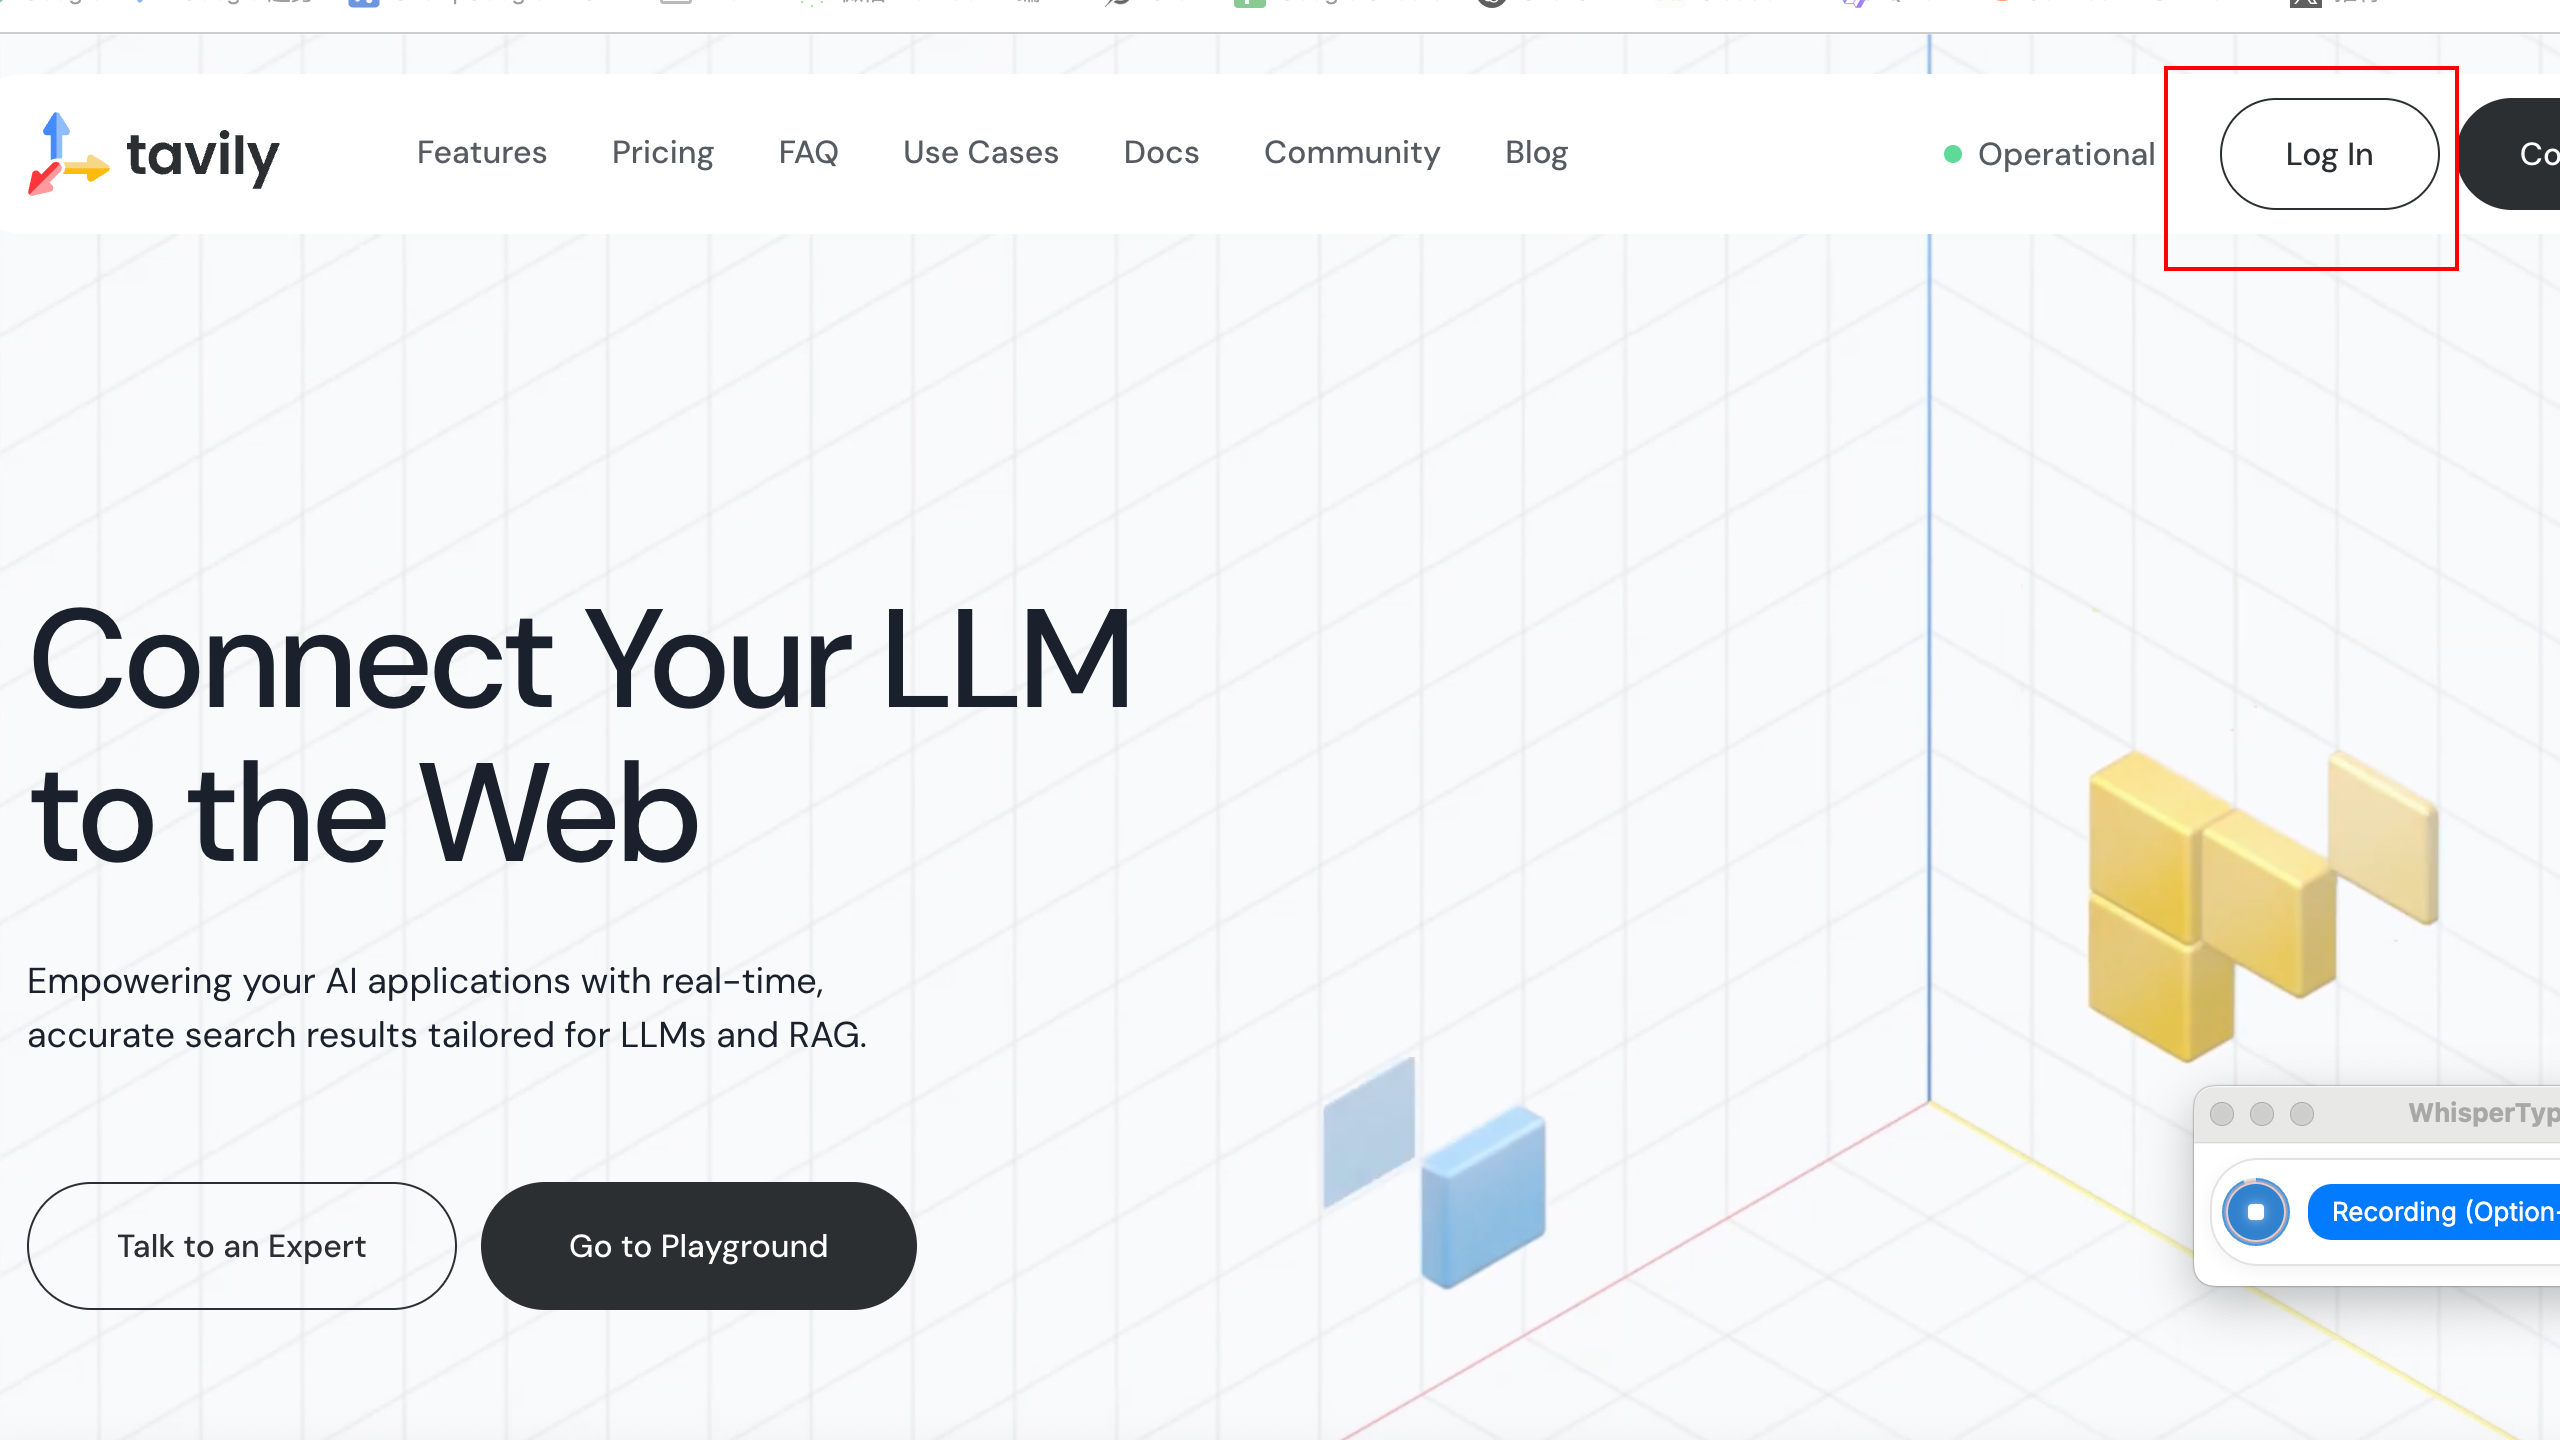 tavily
Features
Pricing
FAQ
Use Cases
Docs
Community
Blog
Operational
Log In
Co
Connect Your LLM
to the Web
Empowering your AI applications with real-time,
accurate search results tailored for LLMs and RAG.
Talk to an Expert
Go to Playground
WhisperTyp
Recording (Option-